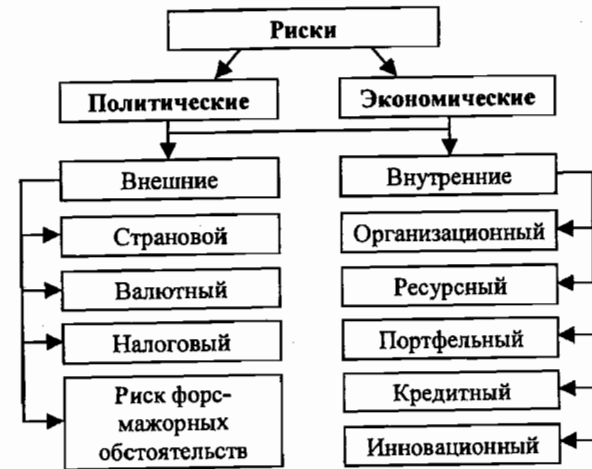 Риски
Политические
Экономические
Внешние
Внутренние
Страновой
Организационный
Валютный
Ресурсный
Налоговый
Портфельный
Риск форс-
мажорных
обстоятельств
Кредитный
Инновационный